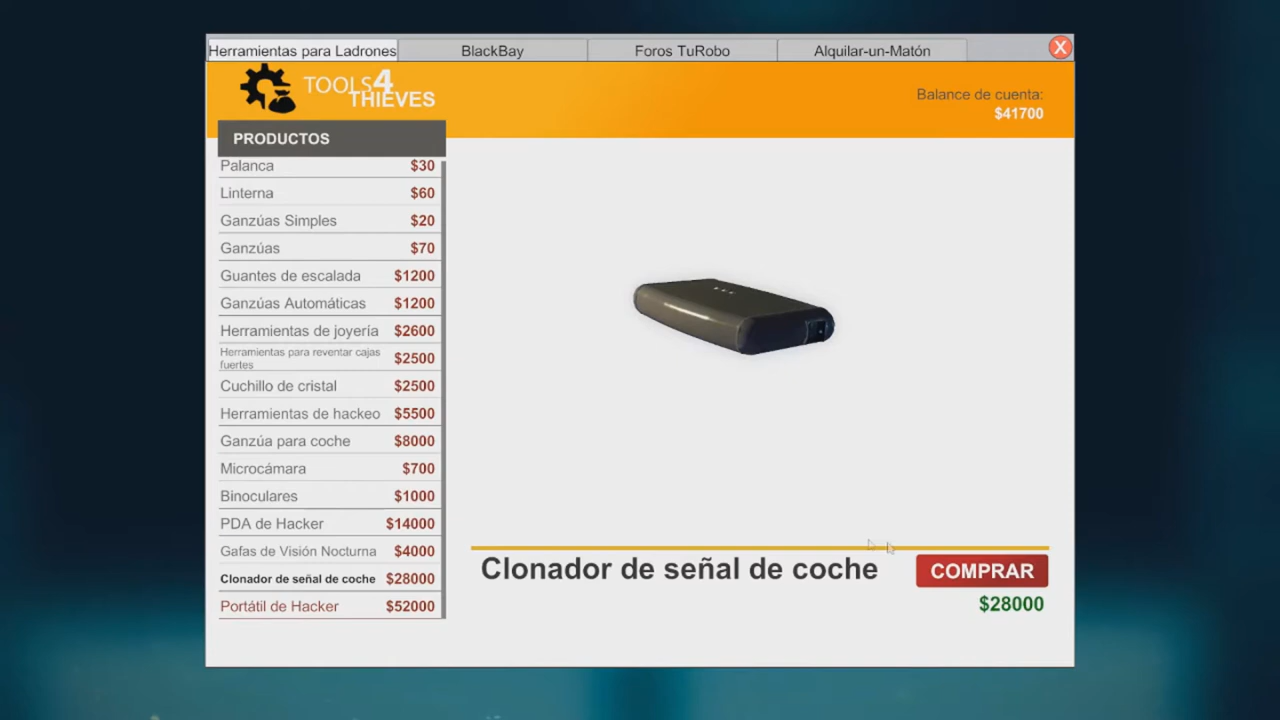 Herramientas para Ladrones
BlackBay
Foros TuRobo
Alquilar-un-Matón
X
TOOLS4
THIEVES
Balance de cuenta:
$41700
PRODUCTOS
Palanca $30
Linterna $60
Ganzúas Simples $20
Ganzúas $70
Guantes de escalada $1200
Ganzúas Automáticas $1200
Herramientas de joyería $2600
Herramientas para reventar cajas
fuertes $2500
Cuchillo de cristal $2500
Herramientas de hackeo $5500
Ganzúa para coche $8000
Microcámara $700
Binoculares $1000
PDA de Hacker $14000
Gafas de Visión Nocturna $4000
Clonador de señal de coche $28000
Portátil de Hacker $52000
Clonador de señal de coche
COMPRAR
$28000